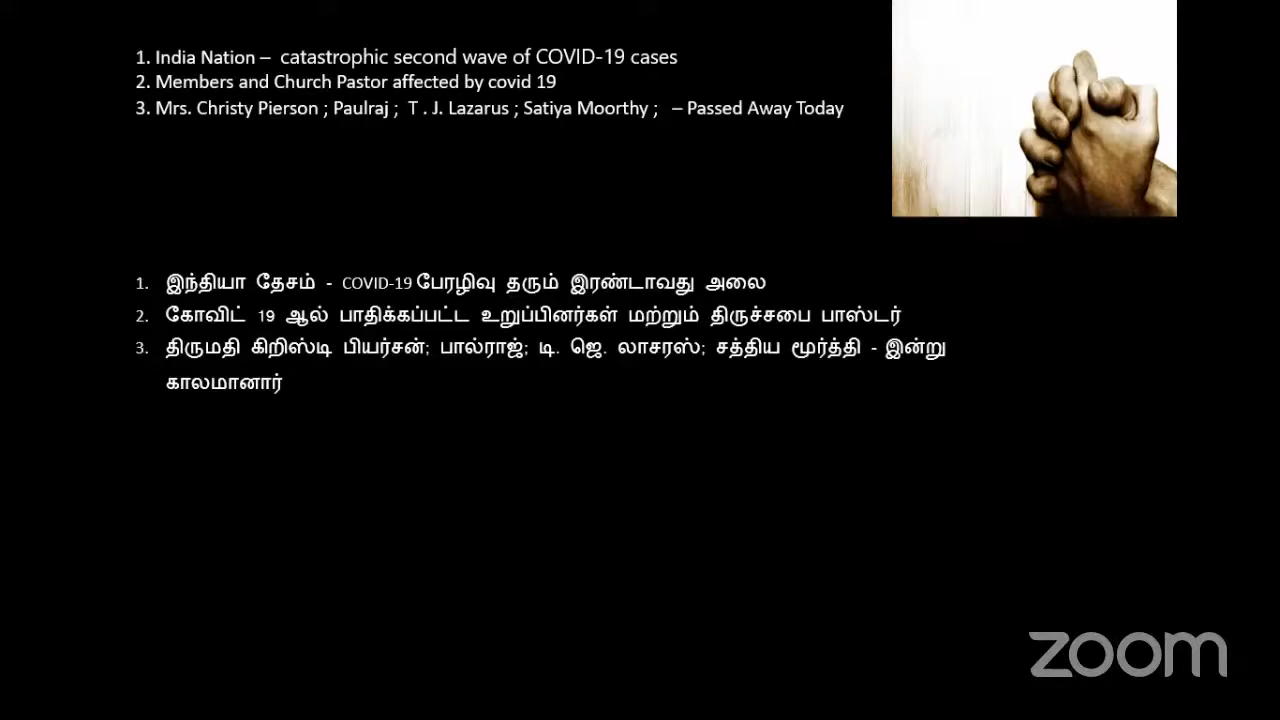 1. India Nation – catastrophic second wave of COVID-19 cases
2. Members and Church Pastor affected by covid 19
3. Mrs. Christy Pierson ; Paulraj ; T . J. Lazarus ; Satiya Moorthy ; – Passed Away Today
1. இந்தியா தேசம் - COVID-19 பேரழிவு தரும் இரண்டாவது அலை
2. கோவிட் 19 ஆல் பாதிக்கப்பட்ட உறுப்பினர்கள் மற்றும் திருச்சபை பாஸ்டர்
3. திருமதி கிறிஸ்டி பியர்சன்; பால்ராஜ்; டி. ஜெ. லாசரஸ்; சத்திய மூர்த்தி - இன்று
காலமானார்
zoom